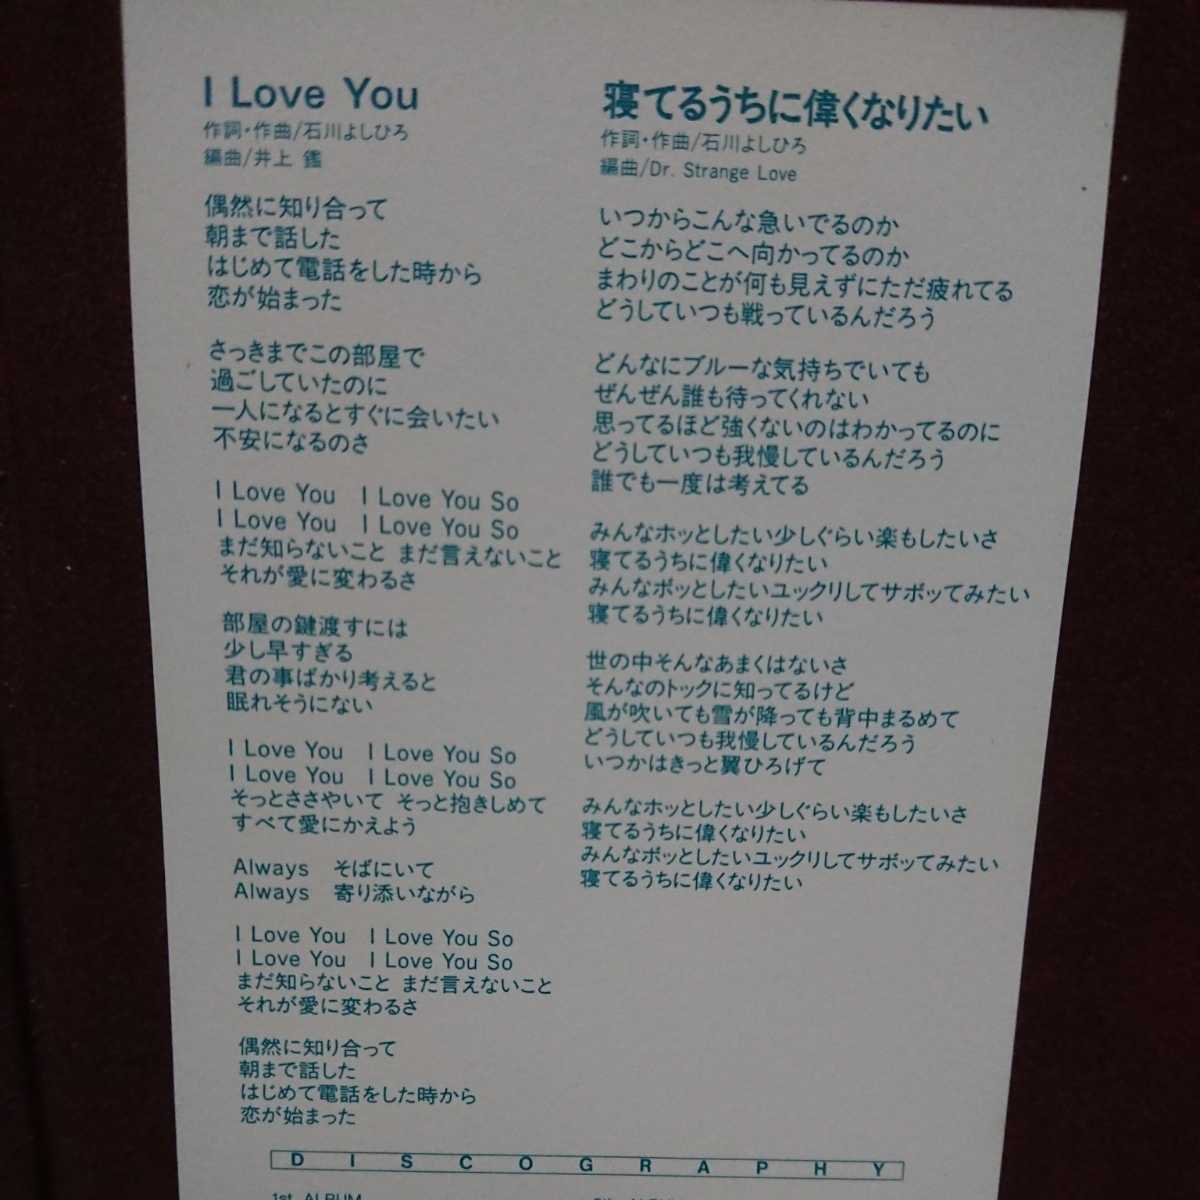 I Love You
作詞・作曲/石川よしひろ
編曲/井上 鑑
偶然に知り合って
朝まで話した
はじめて電話をした時から
恋が始まった
さっきまでこの部屋で
過ごしていたのに
一人になるとすぐに会いたい
不安になるのさ
I Love You I Love You So
I Love You I Love You So
まだ知らないこと まだ言えないこと
それが愛に変わるさ
部屋の鍵渡すには
少し早すぎる
君の事ばかり考えると
眠れそうにない
I Love You I Love You So
I Love You I Love You So
そっとささやいて そっと抱きしめて
すべて愛にかえよう
Always そばにいて
Always 寄り添いながら
I Love You I Love You So
I Love You I Love You So
まだ知らないこと まだ言えないこと
それが愛に変わるさ
偶然に知り合って
朝まで話した
はじめて電話をした時から
恋が始まった
寝てるうちに偉くなりたい
作詞・作曲/石川よしひろ
編曲/Dr. Strange Love
いつからこんな急いでるのか
どこからどこへ向かってるのか
まわりのことが何も見えずにただ疲れてる
どうしていつも戦っているんだろう
どんなにブルーな気持ちでいても
ぜんぜん誰も待ってくれない
思ってるほど強くないのはわかってるのに
どうしていつも我慢しているんだろう
誰でも一度は考えてる
みんなホッとしたい少しぐらい楽もしたいさ
寝てるうちに偉くなりたい
みんなボッとしたいユックリしてサボッてみたい
寝てるうちに偉くなりたい
世の中そんなあまくはないさ
そんなのトックに知ってるけど
風が吹いても雪が降っても背中まるめて
どうしていつも我慢しているんだろう
いつかはきっと翼ひろげて
みんなホッとしたい少しぐらい楽もしたいさ
寝てるうちに偉くなりたい
みんなボッとしたいユックリしてサボッてみたい
寝てるうちに偉くなりたい
DISCOGRAPHY
1st ALBUM